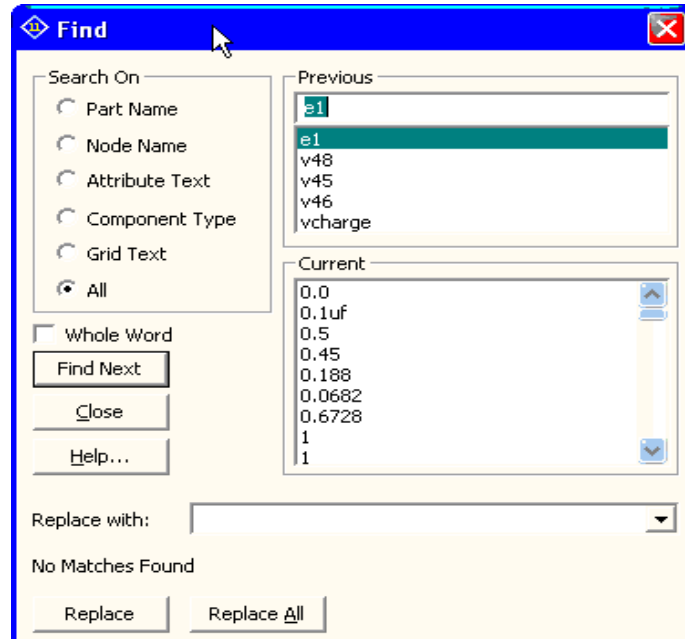 11 Find
Search On
Part Name
Node Name
Attribute Text
Component Type
Grid Text
All
Whole Word
Find Next
Close
Help...
Previous
e1
e1
v48
v45
v46
vcharge
Current
0.0
0.1uf
0.5
0.45
0.188
0.0682
0.6728
1
1
Replace with:
No Matches Found
Replace Replace All